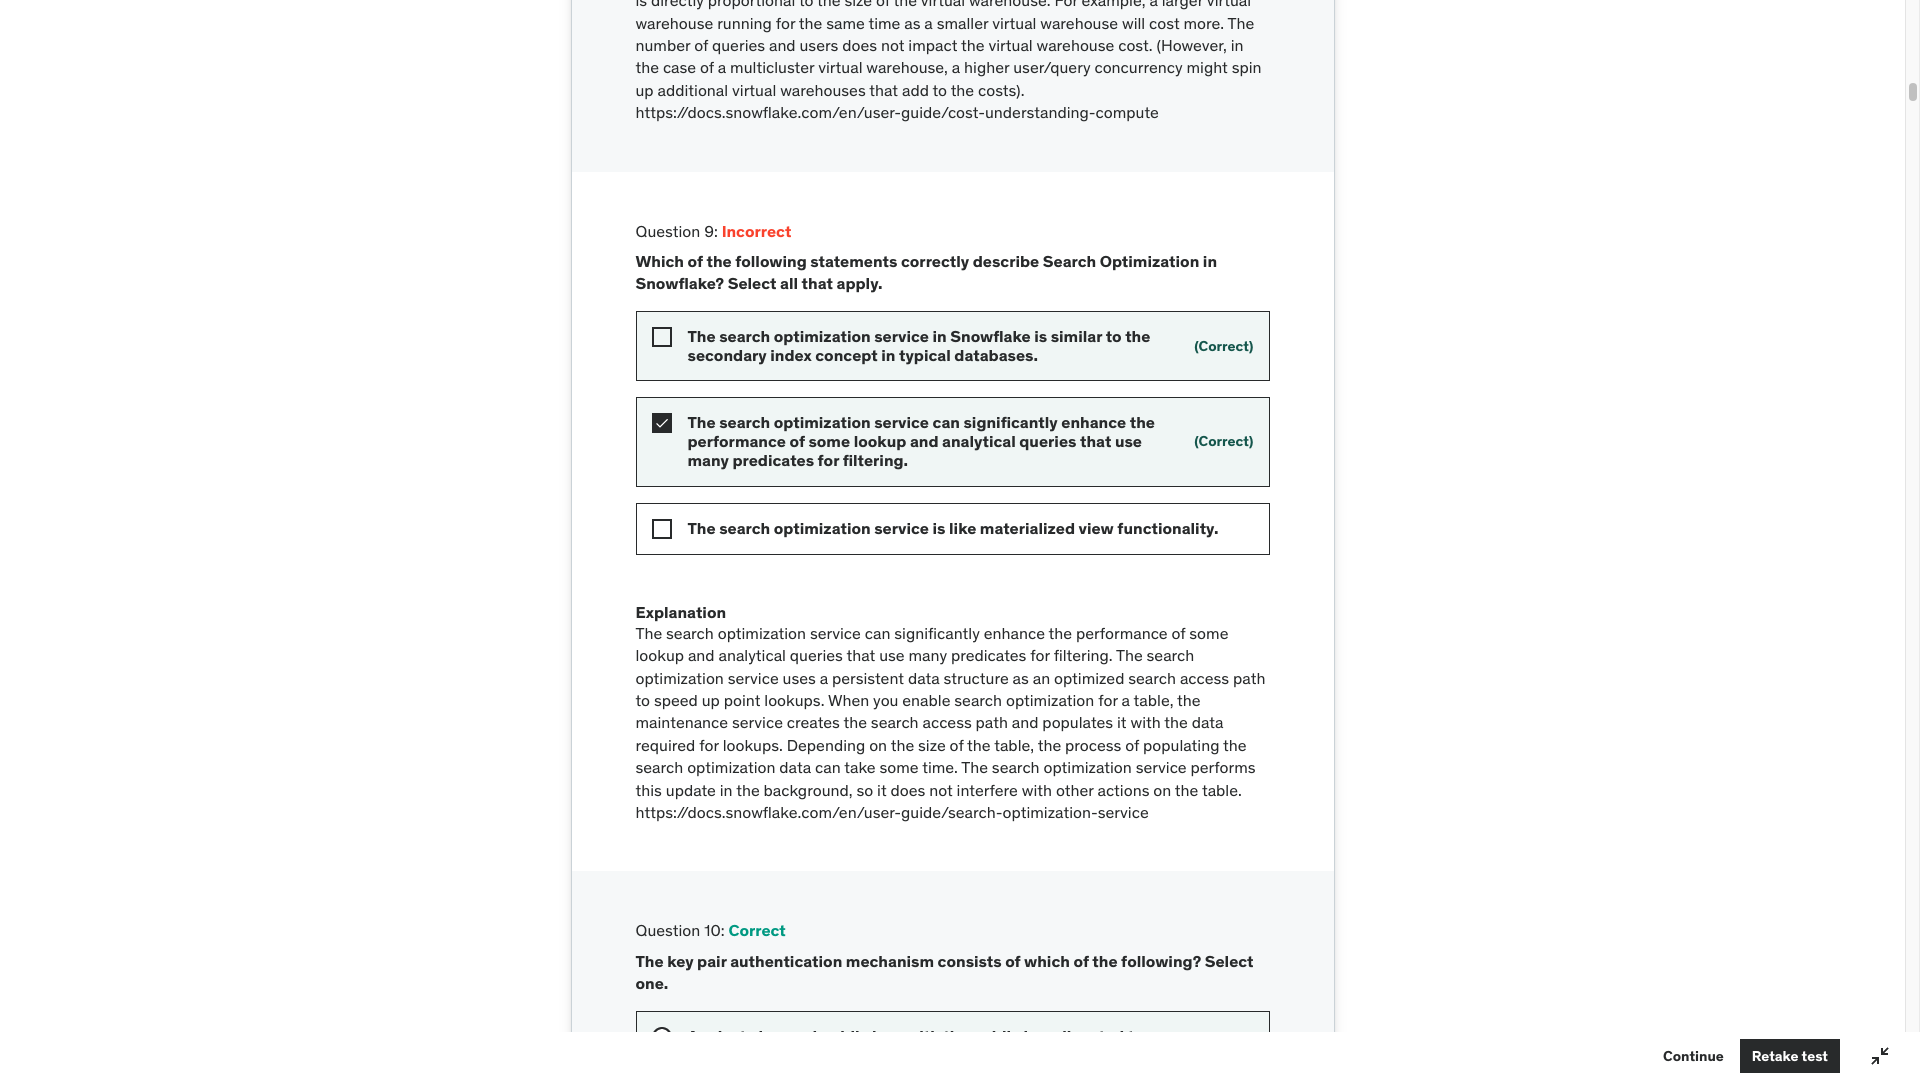 is directly proportional to the size of the virtual warehouse. For example, a larger virtual
warehouse running for the same time as a smaller virtual warehouse will cost more. The
number of queries and users does not impact the virtual warehouse cost. (However, in
the case of a multicluster virtual warehouse, a higher user/query concurrency might spin
up additional virtual warehouses that add to the costs).
https://docs.snowflake.com/en/user-guide/cost-understanding-compute
Question 9: Incorrect
Which of the following statements correctly describe Search Optimization in
Snowflake? Select all that apply.
The search optimization service in Snowflake is similar to the
secondary index concept in typical databases.
(Correct)
The search optimization service can significantly enhance the
performance of some lookup and analytical queries that use
many predicates for filtering.
(Correct)
The search optimization service is like materialized view functionality.
Explanation
The search optimization service can significantly enhance the performance of some
lookup and analytical queries that use many predicates for filtering. The search
optimization service uses a persistent data structure as an optimized search access path
to speed up point lookups. When you enable search optimization for a table, the
maintenance service creates the search access path and populates it with the data
required for lookups. Depending on the size of the table, the process of populating the
search optimization data can take some time. The search optimization service performs
this update in the background, so it does not interfere with other actions on the table.
https://docs.snowflake.com/en/user-guide/search-optimization-service
Question 10: Correct
The key pair authentication mechanism consists of which of the following? Select
one.
Continue
Retake test